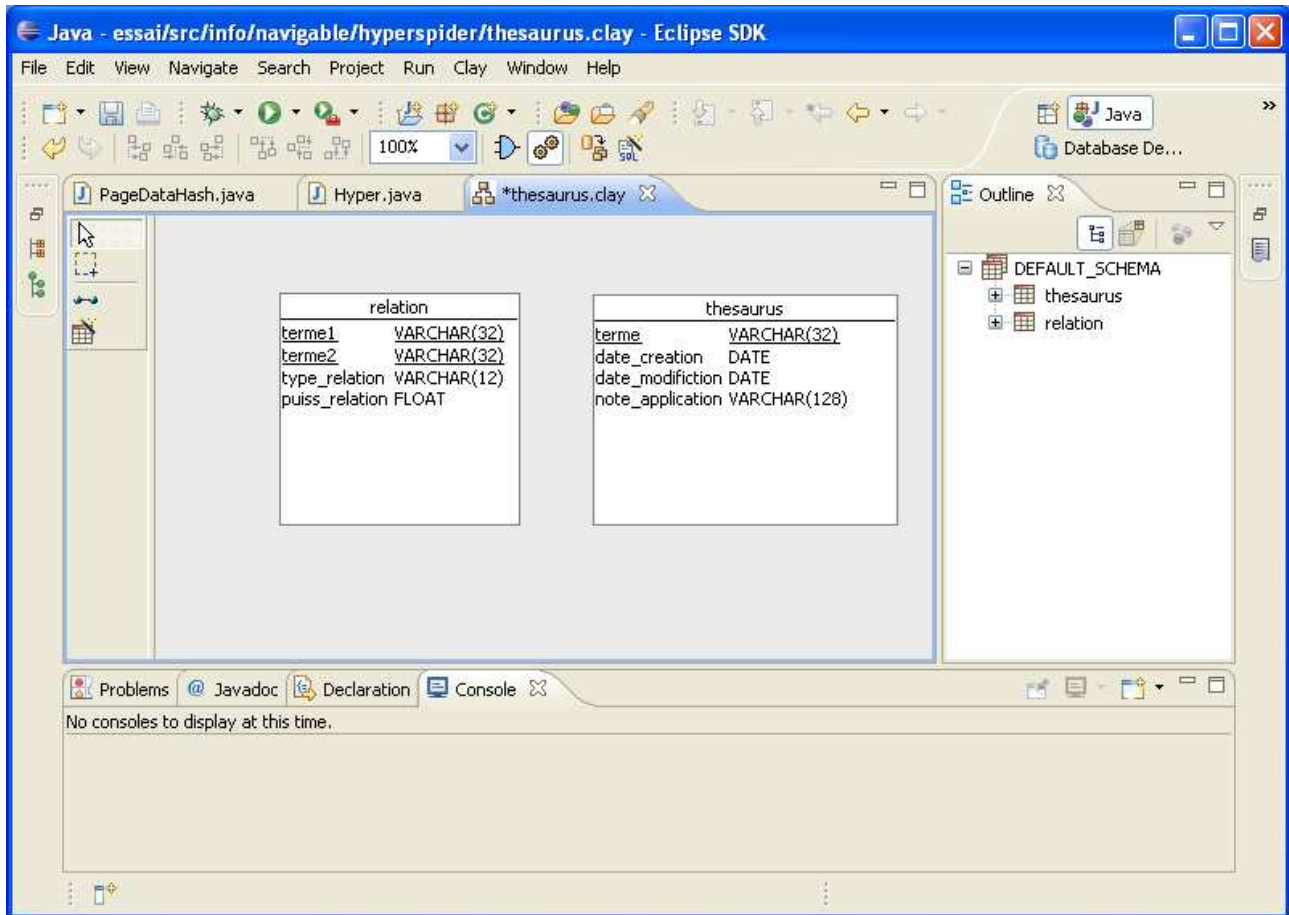 Java - essai/src/info/navigable/hyperspider/thesaurus.clay - Eclipse SDK
File Edit View Navigate Search Project Run Clay Window Help
Java
»
100%
SQL
Database De...
PageDataHash.java
Hyper.java
*thesaurus.clay
Outline
DEFAULT_SCHEMA
thesaurus
relation
relation
terme1 VARCHAR(32)
terme2 VARCHAR(32)
type_relation VARCHAR(12)
puiss_relation FLOAT
thesaurus
terme VARCHAR(32)
date_creation DATE
date_modifiction DATE
note_application VARCHAR(128)
Problems @ Javadoc Declaration Console
No consoles to display at this time.